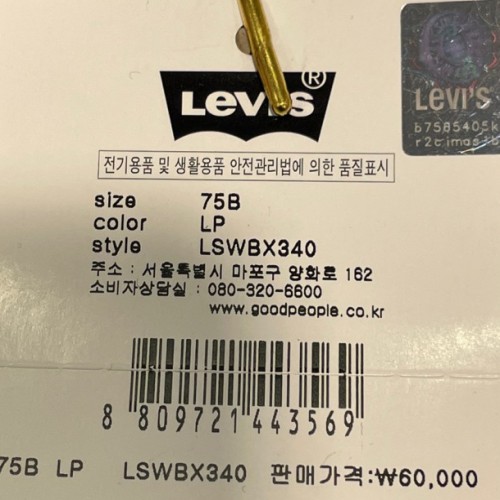 Levi's®
LEVI'S
전기용품 및 생활용품 안전관리법에 의한 품질표시
size 75B
color LP
style LSWBX340
주소 : 서울특별시 마포구 양화로 162
소비자상담실 : 080-320-6600
www.goodpeople.co.kr
8 809721 443569
75B LP LSWBX340 판매가격:₩60,000